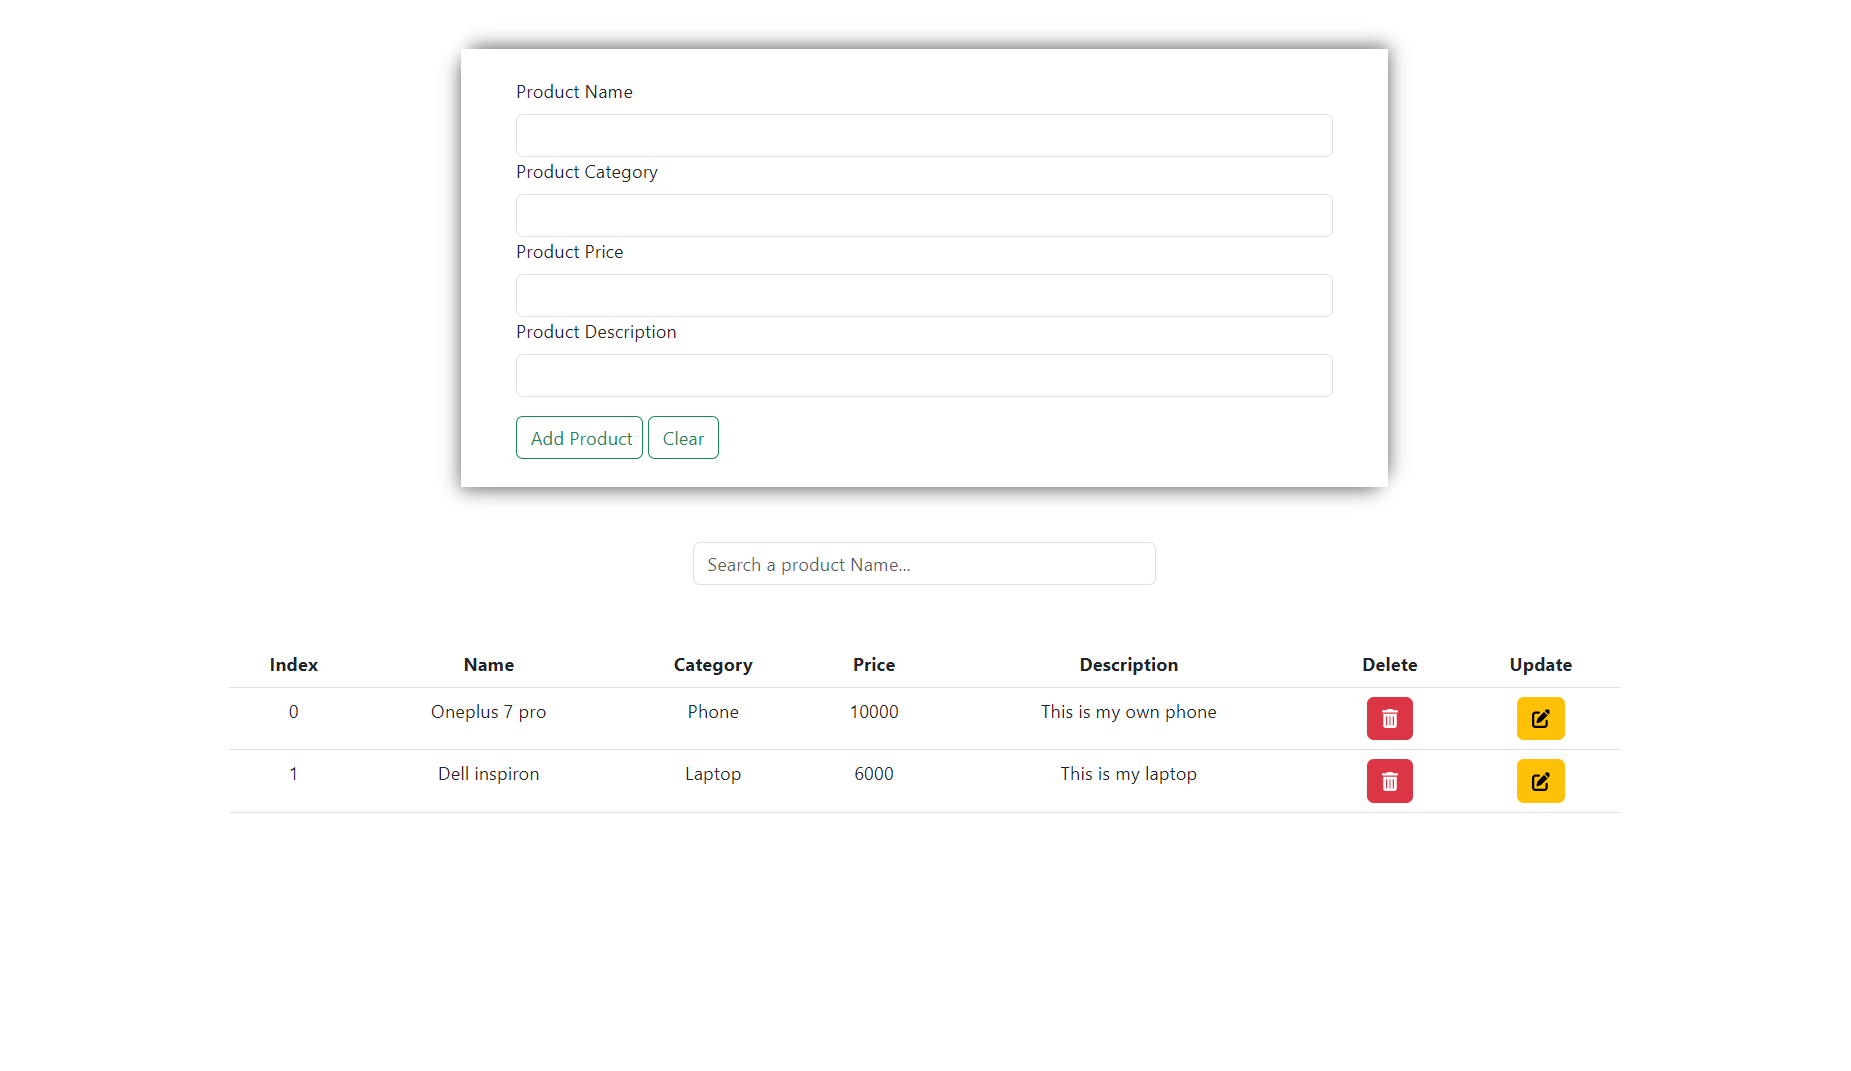 Product Name
Product Category
Product Price
Product Description
Add Product Clear
Search a product Name...
Index Name Category Price Description Delete Update
0 Oneplus 7 pro Phone 10000 This is my own phone
1 Dell inspiron Laptop 6000 This is my laptop